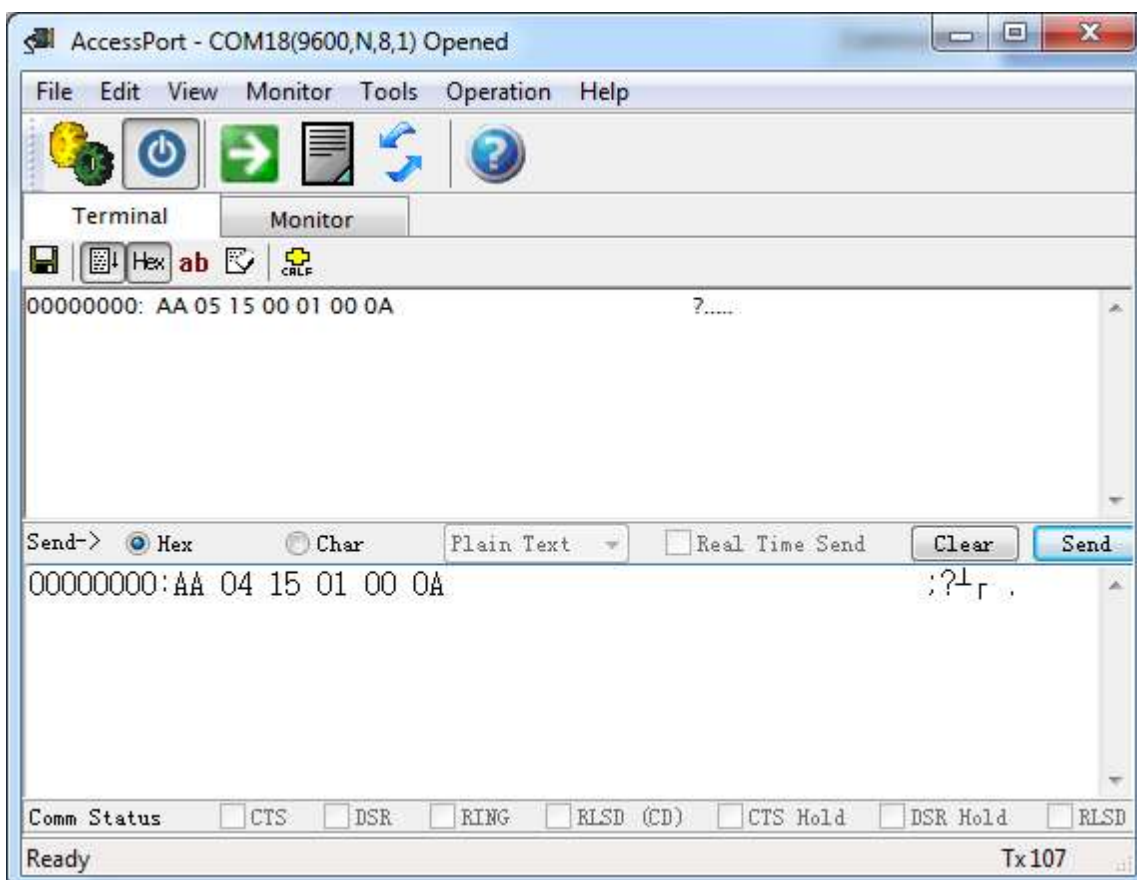 AccessPort - COM18(9600,N,8,1) Opened
File Edit View Monitor Tools Operation Help
Terminal Monitor
Hex ab CRLF
00000000: AA 05 15 00 01 00 0A ?.....
Send-> Hex Char Plain Text Real Time Send Clear Send
00000000:AA 04 15 01 00 0A ;?┴┌ .
Comm Status CTS DSR RING RLSD (CD) CTS Hold DSR Hold RLSD
Ready Tx 107